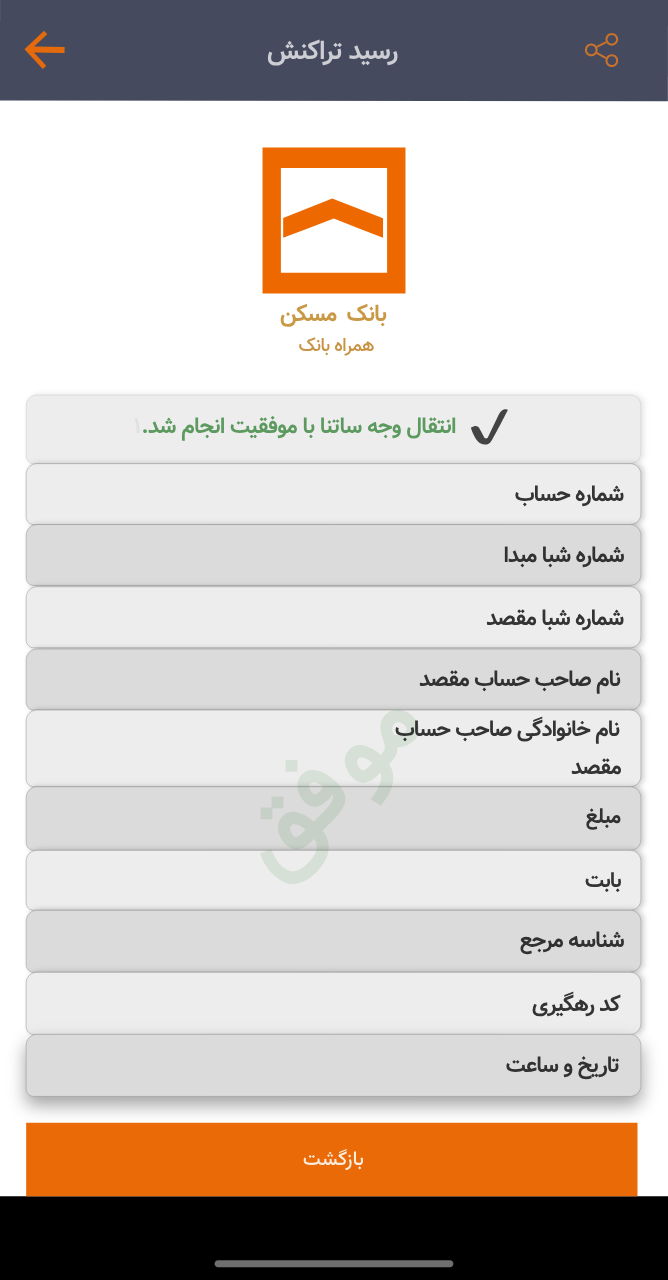 رسید تراکنش
بانک مسکن
همراه بانک
انتقال وجه ساتنا با موفقیت انجام شد.۱
شماره حساب
شماره شبا مبدا
شماره شبا مقصد
نام صاحب حساب مقصد
نام خانوادگی صاحب حساب
مقصد
مبلغ
بابت
شناسه مرجع
کد رهگیری
تاریخ و ساعت
موفق
بازگشت